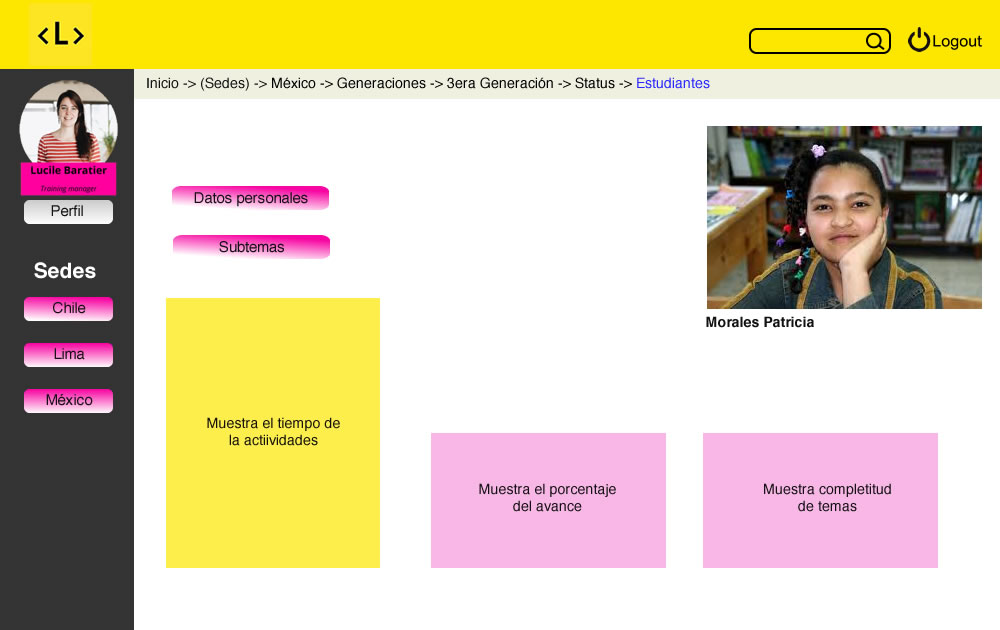 <L>
Logout
Inicio -> (Sedes) -> México -> Generaciones -> 3era Generación -> Status -> Estudiantes
Lucile Baratier
Training manager
Perfil
Sedes
Chile
Lima
México
Datos personales
Subtemas
Morales Patricia
Muestra el tiempo de
la actiividades
Muestra el porcentaje
del avance
Muestra completitud
de temas